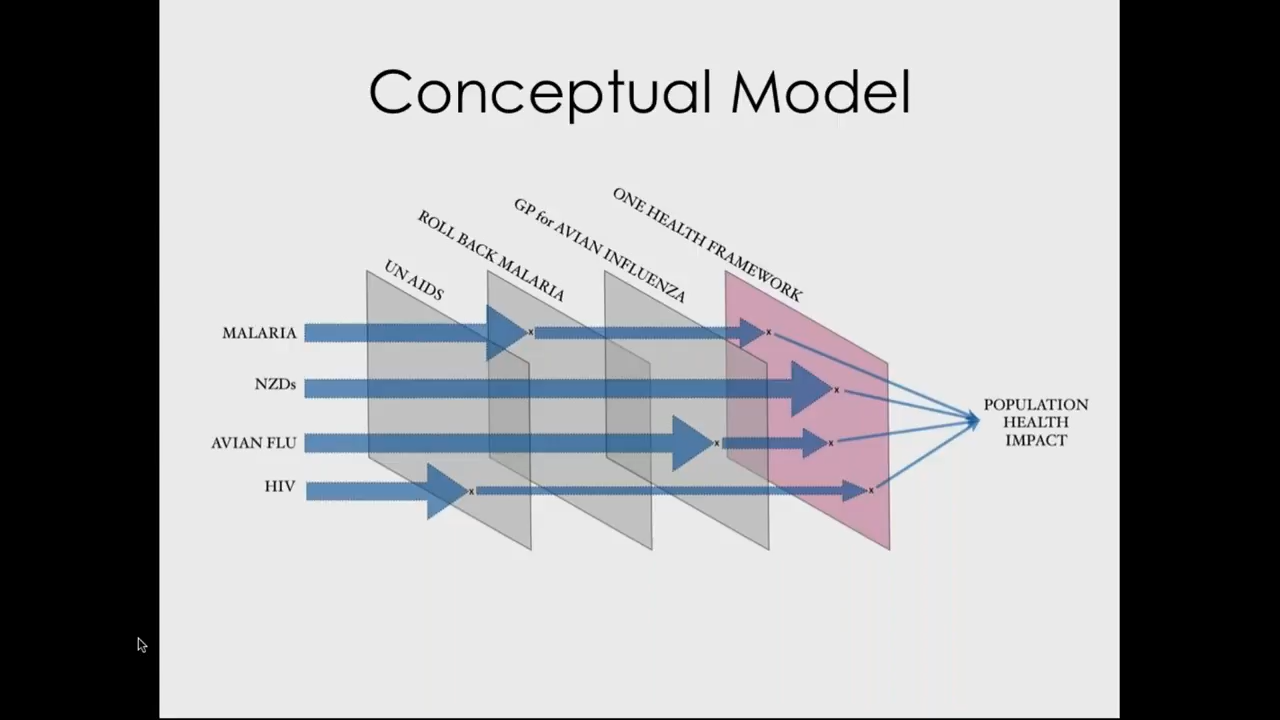 Conceptual Model
ONE HEALTH FRAMEWORK
GP for AVIAN INFLUENZA
ROLL BACK MALARIA
UN AIDS
MALARIA
x
x
NZDs
x
AVIAN FLU
x
x
HIV
x
x
POPULATION
HEALTH
IMPACT